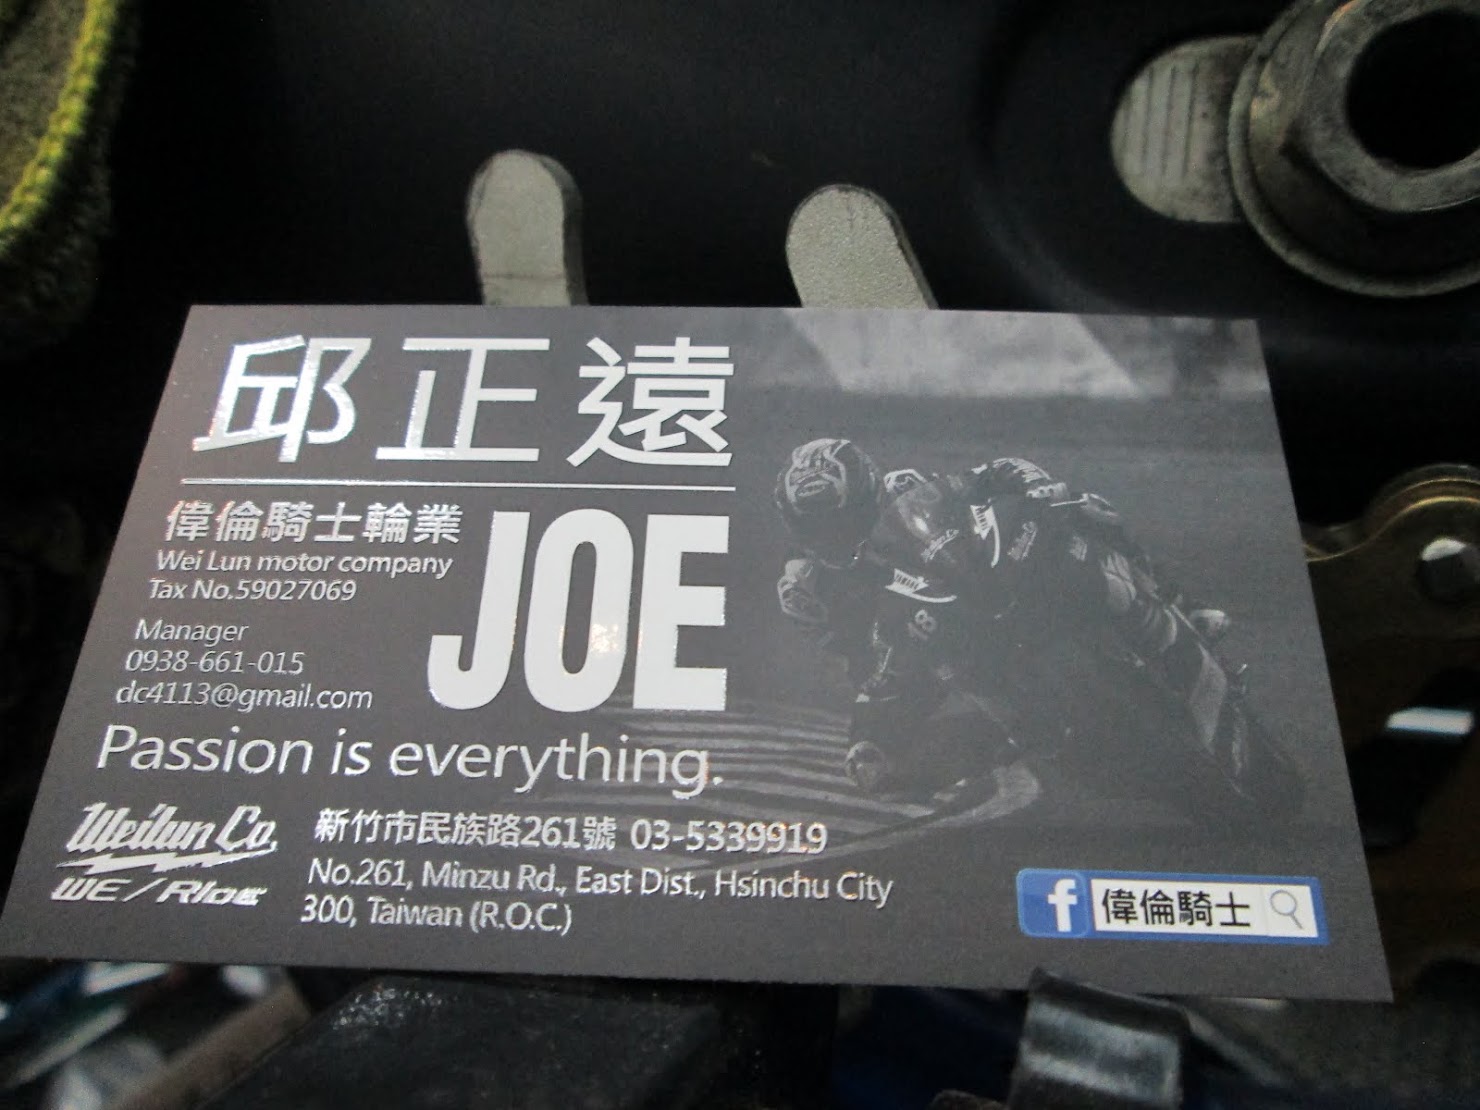 邱正遠
偉倫騎士輪業
Wei Lun motor company
Tax No.59027069
JOE
Manager
0938-661-015
dc4113@gmail.com
Passion is everything.
Weilun Co.
WE/RIDE
新竹市民族路261號 03-5339919
No.261, Minzu Rd., East Dist., Hsinchu City
300, Taiwan (R.O.C.)
f 偉倫騎士
YAMAHA
18